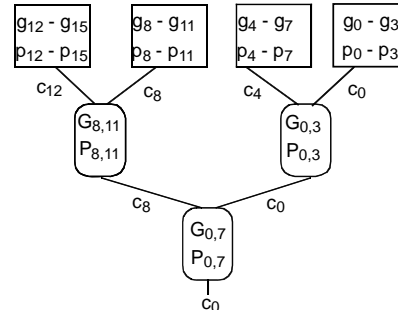 g12 - g15
p12 - p15
g8 - g11
p8 - p11
g4 - g7
p4 - p7
g0 - g3
p0 - p3
c12
c8
c4
c0
G8,11
P8,11
G0,3
P0,3
c8
c0
G0,7
P0,7
c0